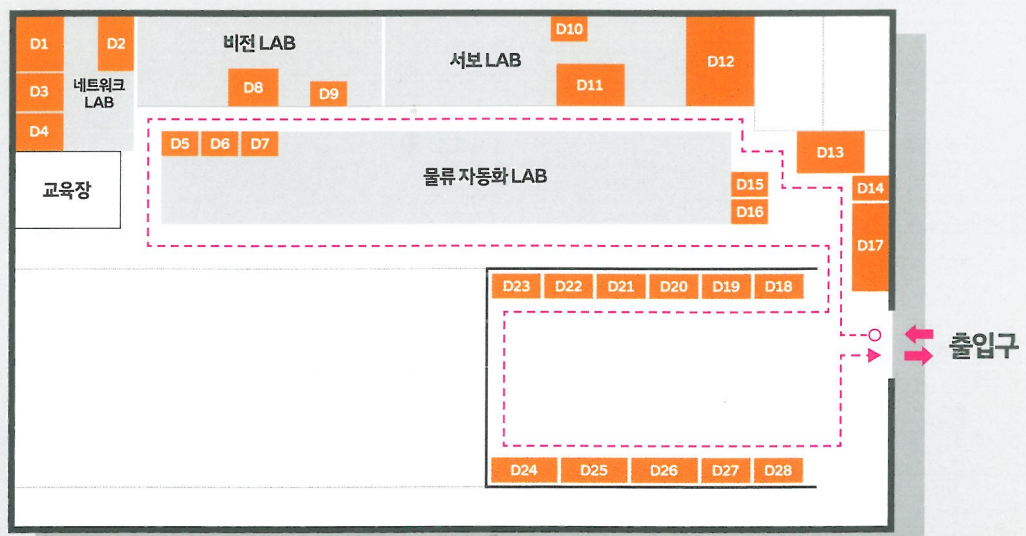 D1
D2
D3
네트워크
LAB
D4
교육장
비전 LAB
D8
D9
서보 LAB
D10
D11
D12
D5
D6
D7
물류 자동화 LAB
D15
D16
D13
D14
D17
D23
D22
D21
D20
D19
D18
출입구
D24
D25
D26
D27
D28